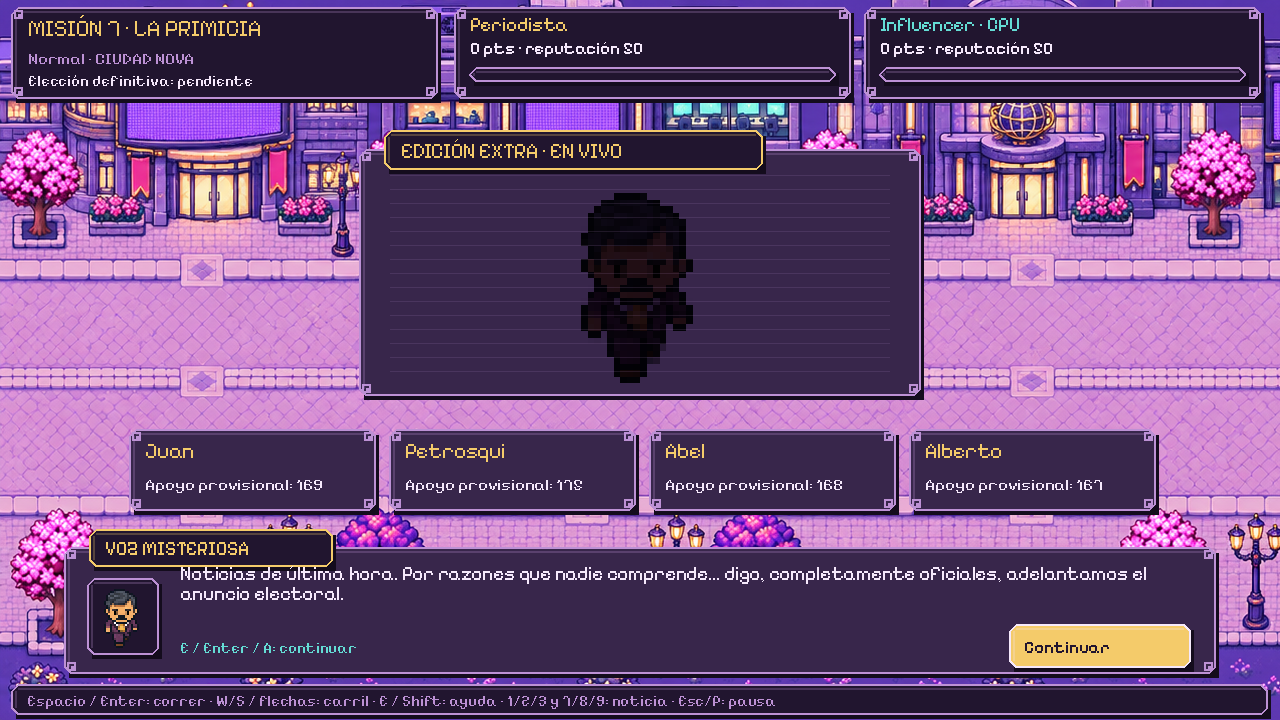 MISIÓN 7 · LA PRIMICIA
Normal · CIUDAD NOVA
Elección definitiva: pendiente
Periodista
0 pts · reputación 50
Influencer · CPU
0 pts · reputación 50
EDICIÓN EXTRA · EN VIVO
Juan
Apoyo provisional: 169
Petrosqui
Apoyo provisional: 175
Abel
Apoyo provisional: 168
Alberto
Apoyo provisional: 167
VOZ MISTERIOSA
Noticias de última hora. Por razones que nadie comprende... digo, completamente oficiales, adelantamos el
anuncio electoral.
E / Enter / A: continuar
Continuar
Espacio / Enter: correr · W/S / flechas: carril · E / Shift: ayuda · 1/2/3 y 7/8/9: noticia · Esc/P: pausa